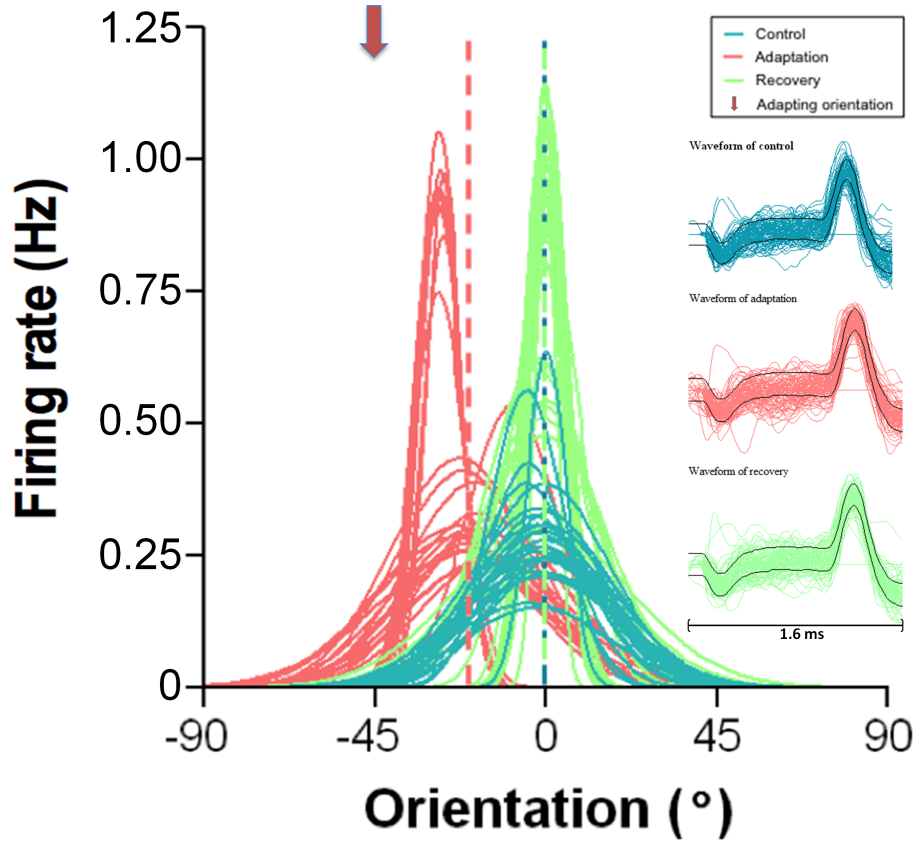 1.25
1.00
0.75
0.50
0.25
0
Firing rate (Hz)
-90
-45
0
45
90
Orientation (°)
Control
Adaptation
Recovery
Adapting orientation
Waveform of control
Waveform of adaptation
Waveform of recovery
1.6 ms